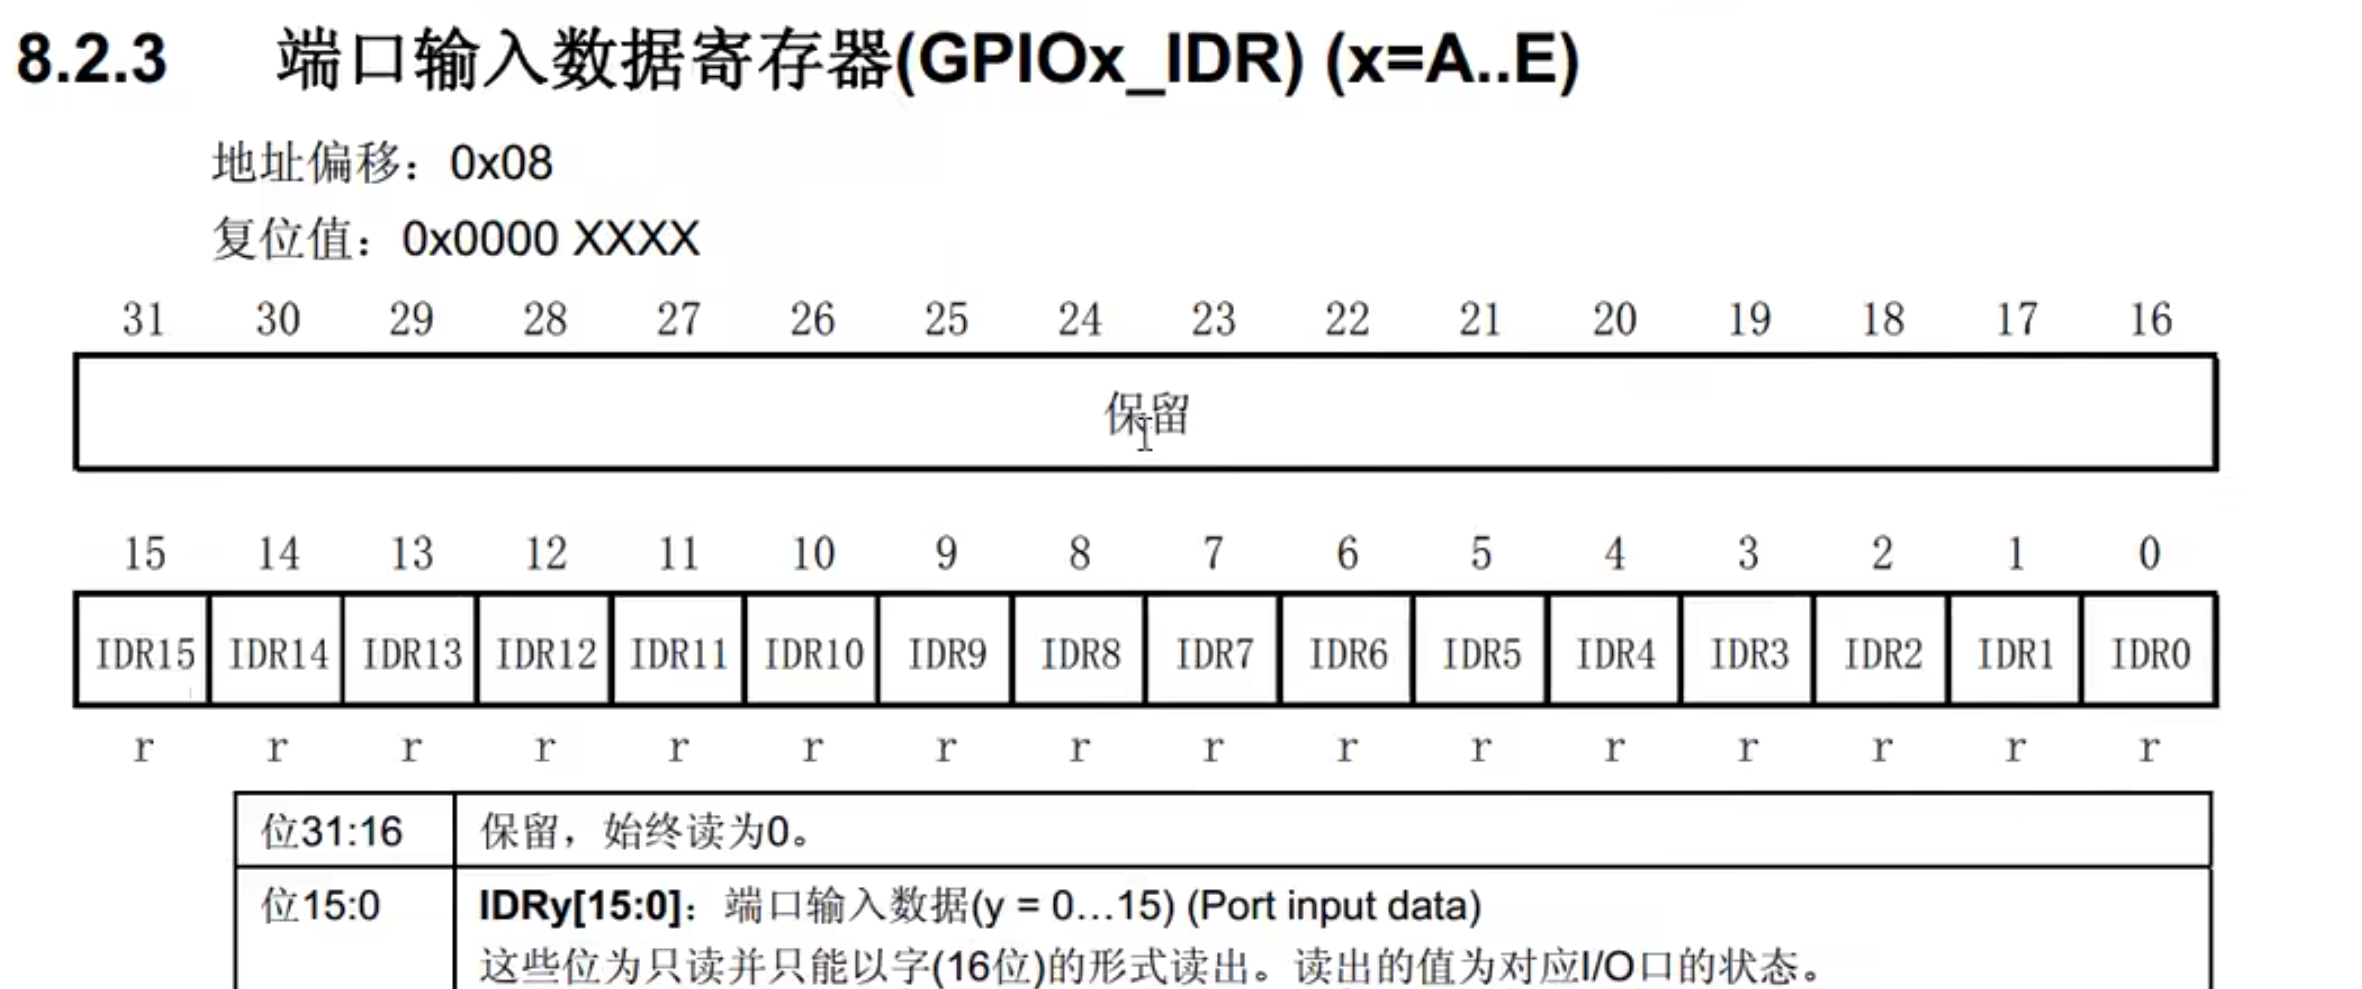 8.2.3 端口输入数据寄存器(GPIOx_IDR) (x=A..E)
地址偏移：0x08
复位值：0x0000 XXXX
31 30 29 28 27 26 25 24 23 22 21 20 19 18 17 16
保留
15 14 13 12 11 10 9 8 7 6 5 4 3 2 1 0
IDR15 IDR14 IDR13 IDR12 IDR11 IDR10 IDR9 IDR8 IDR7 IDR6 IDR5 IDR4 IDR3 IDR2 IDR1 IDR0
r r r r r r r r r r r r r r r r
位31:16 保留，始终读为0。
位15:0 IDRy[15:0]：端口输入数据(y = 0…15) (Port input data)
这些位为只读并只能以字(16位)的形式读出。读出的值为对应I/O口的状态。